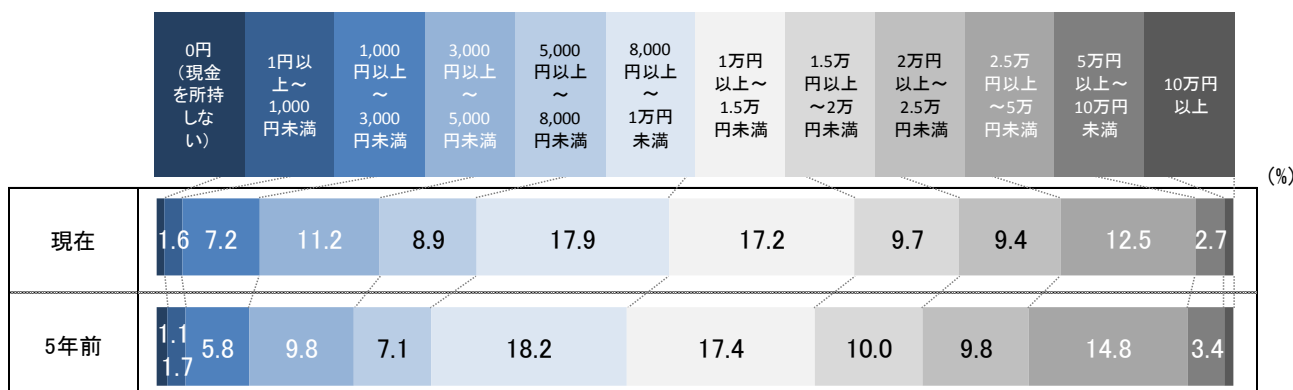 0円
(現金
を所持
しな
い)
1円以
上~
1,000
円未満
1,000
円以上
~
3,000
円未満
3,000
円以上
~
5,000
円未満
5,000
円以上
~
8,000
円未満
8,000
円以上
~
1万円
未満
1万円
以上~
1.5万
円未満
1.5万
円以上
~2万
円未満
2万円
以上~
2.5万
円未満
2.5万
円以上
~5万
円未満
5万円
以上~
10万円
未満
10万円
以上
(%)
現在
1.6 7.2 11.2 8.9 17.9 17.2 9.7 9.4 12.5 2.7
5年前
1.1
1.7 5.8 9.8 7.1 18.2 17.4 10.0 9.8 14.8 3.4